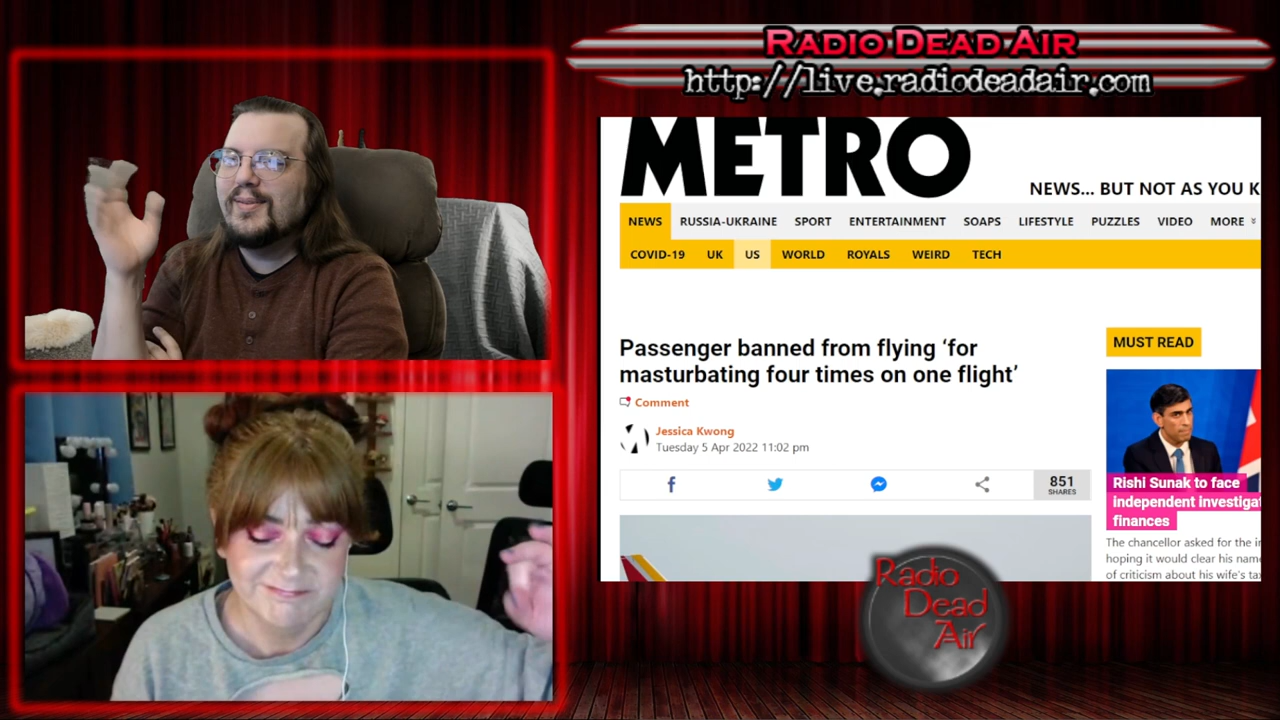 RADIO DEAD AIR
http://live.radiodeadair.com
METRO
NEWS... BUT NOT AS YOU K
NEWS RUSSIA-UKRAINE SPORT ENTERTAINMENT SOAPS LIFESTYLE PUZZLES VIDEO MORE
COVID-19 UK US WORLD ROYALS WEIRD TECH
Passenger banned from flying ‘for
masturbating four times on one flight’
Comment
Jessica Kwong
Tuesday 5 Apr 2022 11:02 pm
851
SHARES
MUST READ
Rishi Sunak to face
independent investigat
finances
The chancellor asked for the in
hoping it would clear his name
of criticism about his wife's tax
Radio
Dead
Air